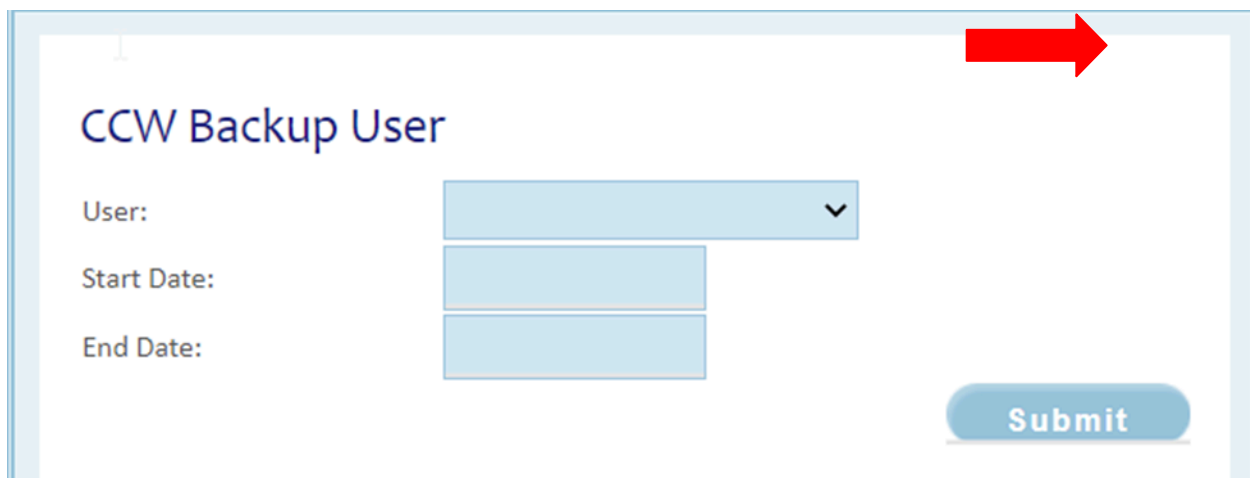 CCW Backup User
User:
Start Date:
End Date:
Submit